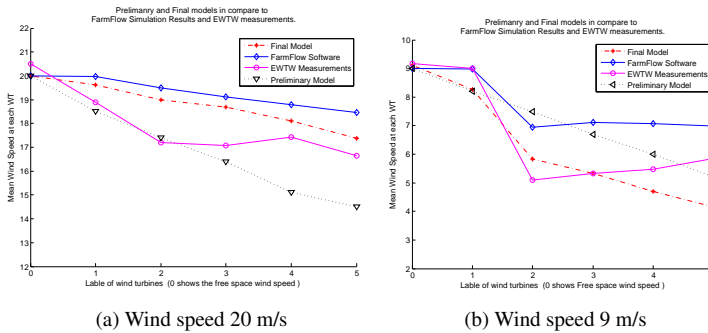 Prelimanry and Final models in compare to
FarmFlow Simulation Results and EWTW measurements.
Final Model
FarmFlow Software
EWTW Measurements
Preliminary Model
Mean Wind Speed at each WT
22
21
20
19
18
17
16
15
14
13
12
0 1 2 3 4 5
Lable of wind turbines (0 shows the free space wind speed )
(a) Wind speed 20 m/s
Prelimanry and Final models in compare to
FarmFlow Simulation Results and EWTW measurements.
Final Model
FarmFlow Software
EWTW Measurements
Preliminary Model
Mean Wind Speed at each WT
10
9
8
7
6
5
4
3
2
0 1 2 3 4
Lable of wind turbines (0 shows Free space wind speed )
(b) Wind speed 9 m/s